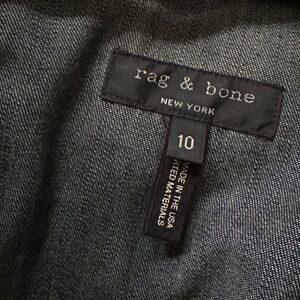 rag & bone
NEW YORK
10
MADE IN THE USA
MATERIALS